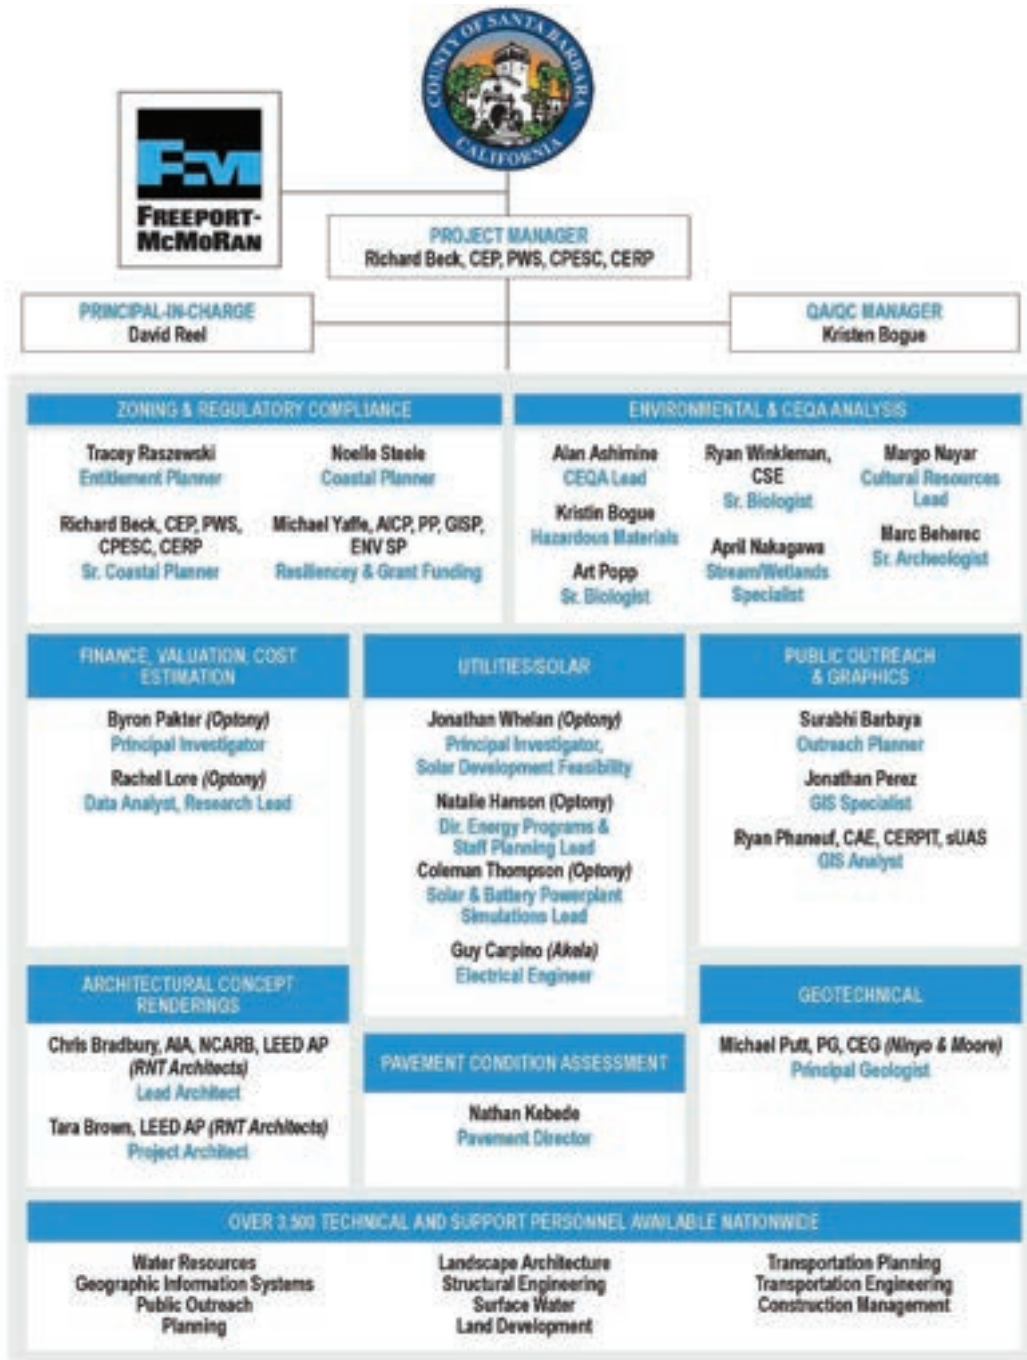 COUNTY OF SANTA BARBARA
CALIFORNIA
FM
FREEPORT-
McMoRAN
PROJECT MANAGER
Richard Beck, CEP, PWS, CPESC, CERP
PRINCIPAL-IN-CHARGE
David Reel
QA/QC MANAGER
Kristen Bogue
ZONING & REGULATORY COMPLIANCE
Tracey Raszewski
Entitlement Planner
Noelle Steele
Coastal Planner
Richard Beck, CEP, PWS,
CPESC, CERP
Sr. Coastal Planner
Michael Yaffe, AICP, PP, GISP,
ENV SP
Resiliencey & Grant Funding
ENVIRONMENTAL & CEQA ANALYSIS
Alan Ashimine
CEQA Lead
Kristin Bogue
Hazardous Materials
Art Popp
Sr. Biologist
Ryan Winkleman,
CSE
Sr. Biologist
April Nakagawa
Stream/Wetlands
Specialist
Margo Nayar
Cultural Resources
Lead
Marc Beherec
Sr. Archeologist
FINANCE, VALUATION, COST
ESTIMATION
Byron Pakter (Optony)
Principal Investigator
Rachel Lore (Optony)
Data Analyst, Research Lead
UTILITIES/SOLAR
Jonathan Whelan (Optony)
Principal Investigator,
Solar Development Feasibility
Natalie Hanson (Optony)
Dir. Energy Programs &
Staff Planning Lead
Coleman Thompson (Optony)
Solar & Battery Powerplant
Simulations Lead
Guy Carpino (Akela)
Electrical Engineer
PUBLIC OUTREACH
& GRAPHICS
Surabhi Barbaya
Outreach Planner
Jonathan Perez
GIS Specialist
Ryan Phaneuf, CAE, CERPIT, sUAS
GIS Analyst
ARCHITECTURAL CONCEPT
RENDERINGS
Chris Bradbury, AIA, NCARB, LEED AP
(RNT Architects)
Lead Architect
Tara Brown, LEED AP (RNT Architects)
Project Architect
PAVEMENT CONDITION ASSESSMENT
Nathan Kebede
Pavement Director
GEOTECHNICAL
Michael Putt, PG, CEG (Ninyo & Moore)
Principal Geologist
OVER 3,500 TECHNICAL AND SUPPORT PERSONNEL AVAILABLE NATIONWIDE
Water Resources
Geographic Information Systems
Public Outreach
Planning
Landscape Architecture
Structural Engineering
Surface Water
Land Development
Transportation Planning
Transportation Engineering
Construction Management